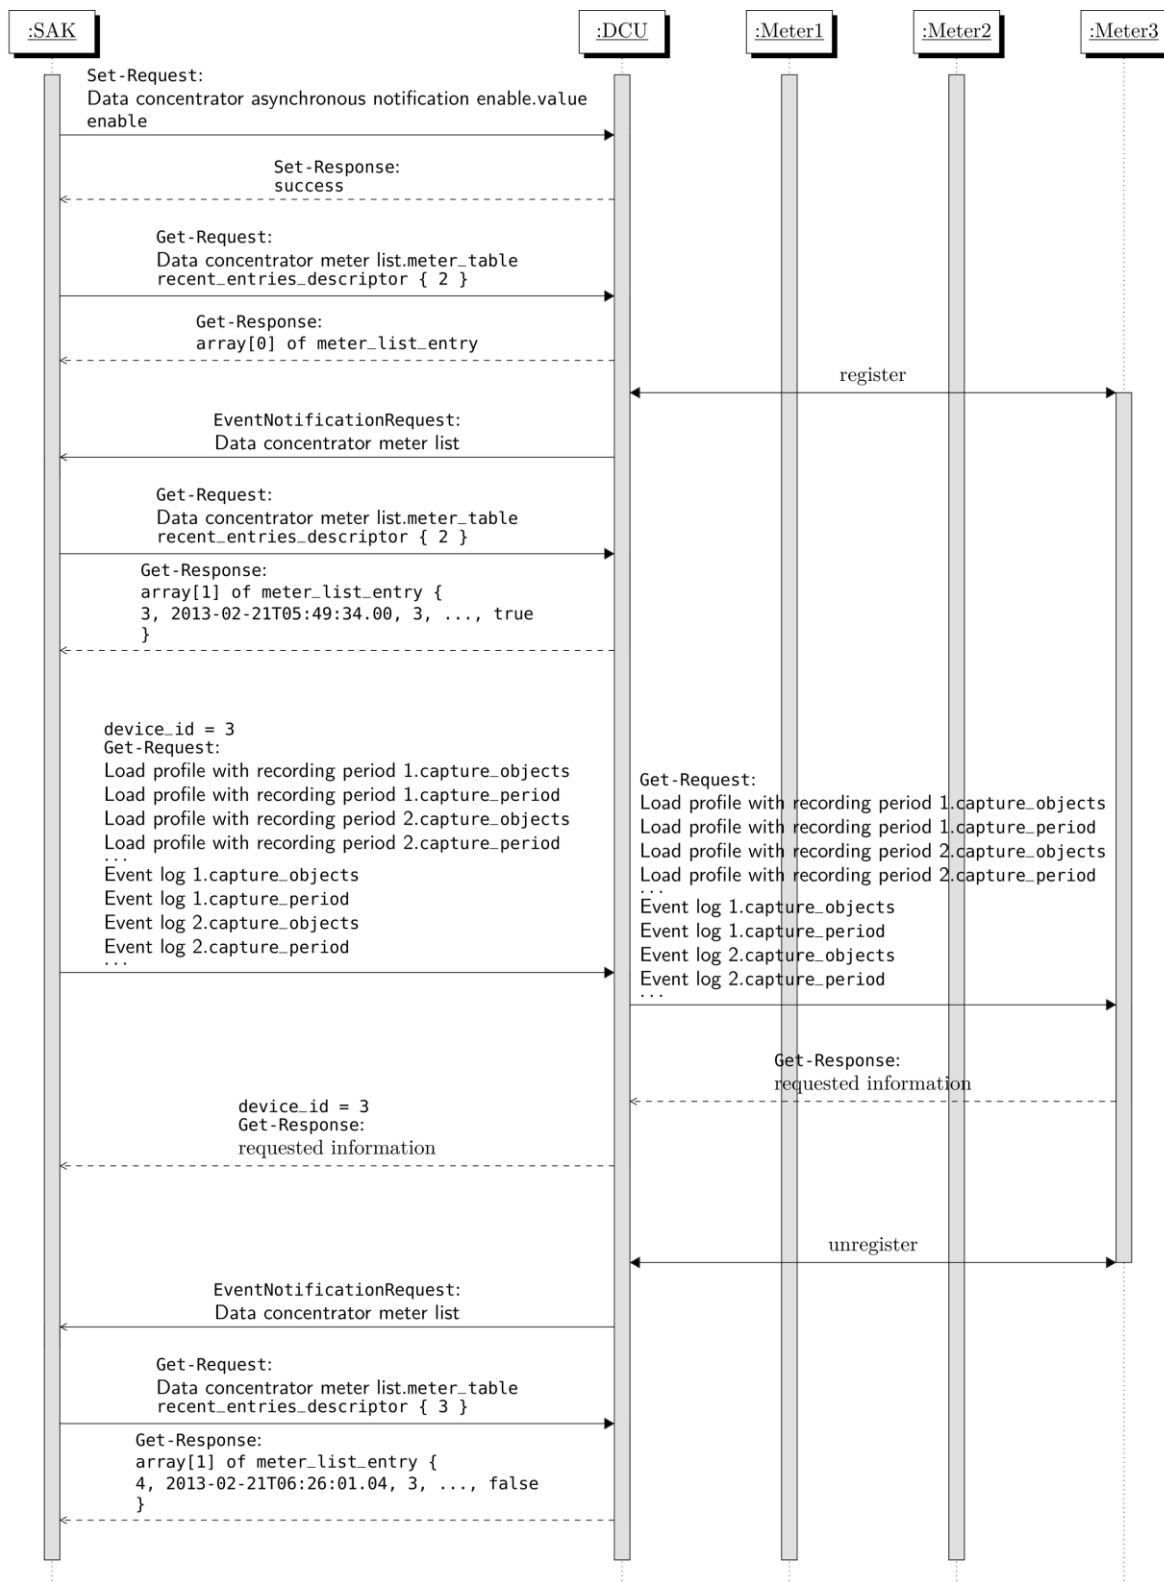 :SAK
:DCU
:Meter1
:Meter2
:Meter3
Set-Request:
Data concentrator asynchronous notification enable.value
enable
Set-Response:
success
Get-Request:
Data concentrator meter list.meter_table
recent_entries_descriptor { 2 }
Get-Response:
array[0] of meter_list_entry
register
EventNotificationRequest:
Data concentrator meter list
Get-Request:
Data concentrator meter list.meter_table
recent_entries_descriptor { 2 }
Get-Response:
array[1] of meter_list_entry {
3, 2013-02-21T05:49:34.00, 3, ..., true
}
device_id = 3
Get-Request:
Load profile with recording period 1.capture_objects
Load profile with recording period 1.capture_period
Load profile with recording period 2.capture_objects
Load profile with recording period 2.capture_period
...
Event log 1.capture_objects
Event log 1.capture_period
Event log 2.capture_objects
Event log 2.capture_period
...
Get-Request:
Load profile with recording period 1.capture_objects
Load profile with recording period 1.capture_period
Load profile with recording period 2.capture_objects
Load profile with recording period 2.capture_period
...
Event log 1.capture_objects
Event log 1.capture_period
Event log 2.capture_objects
Event log 2.capture_period
...
Get-Response:
requested information
device_id = 3
Get-Response:
requested information
unregister
EventNotificationRequest:
Data concentrator meter list
Get-Request:
Data concentrator meter list.meter_table
recent_entries_descriptor { 3 }
Get-Response:
array[1] of meter_list_entry {
4, 2013-02-21T06:26:01.04, 3, ..., false
}